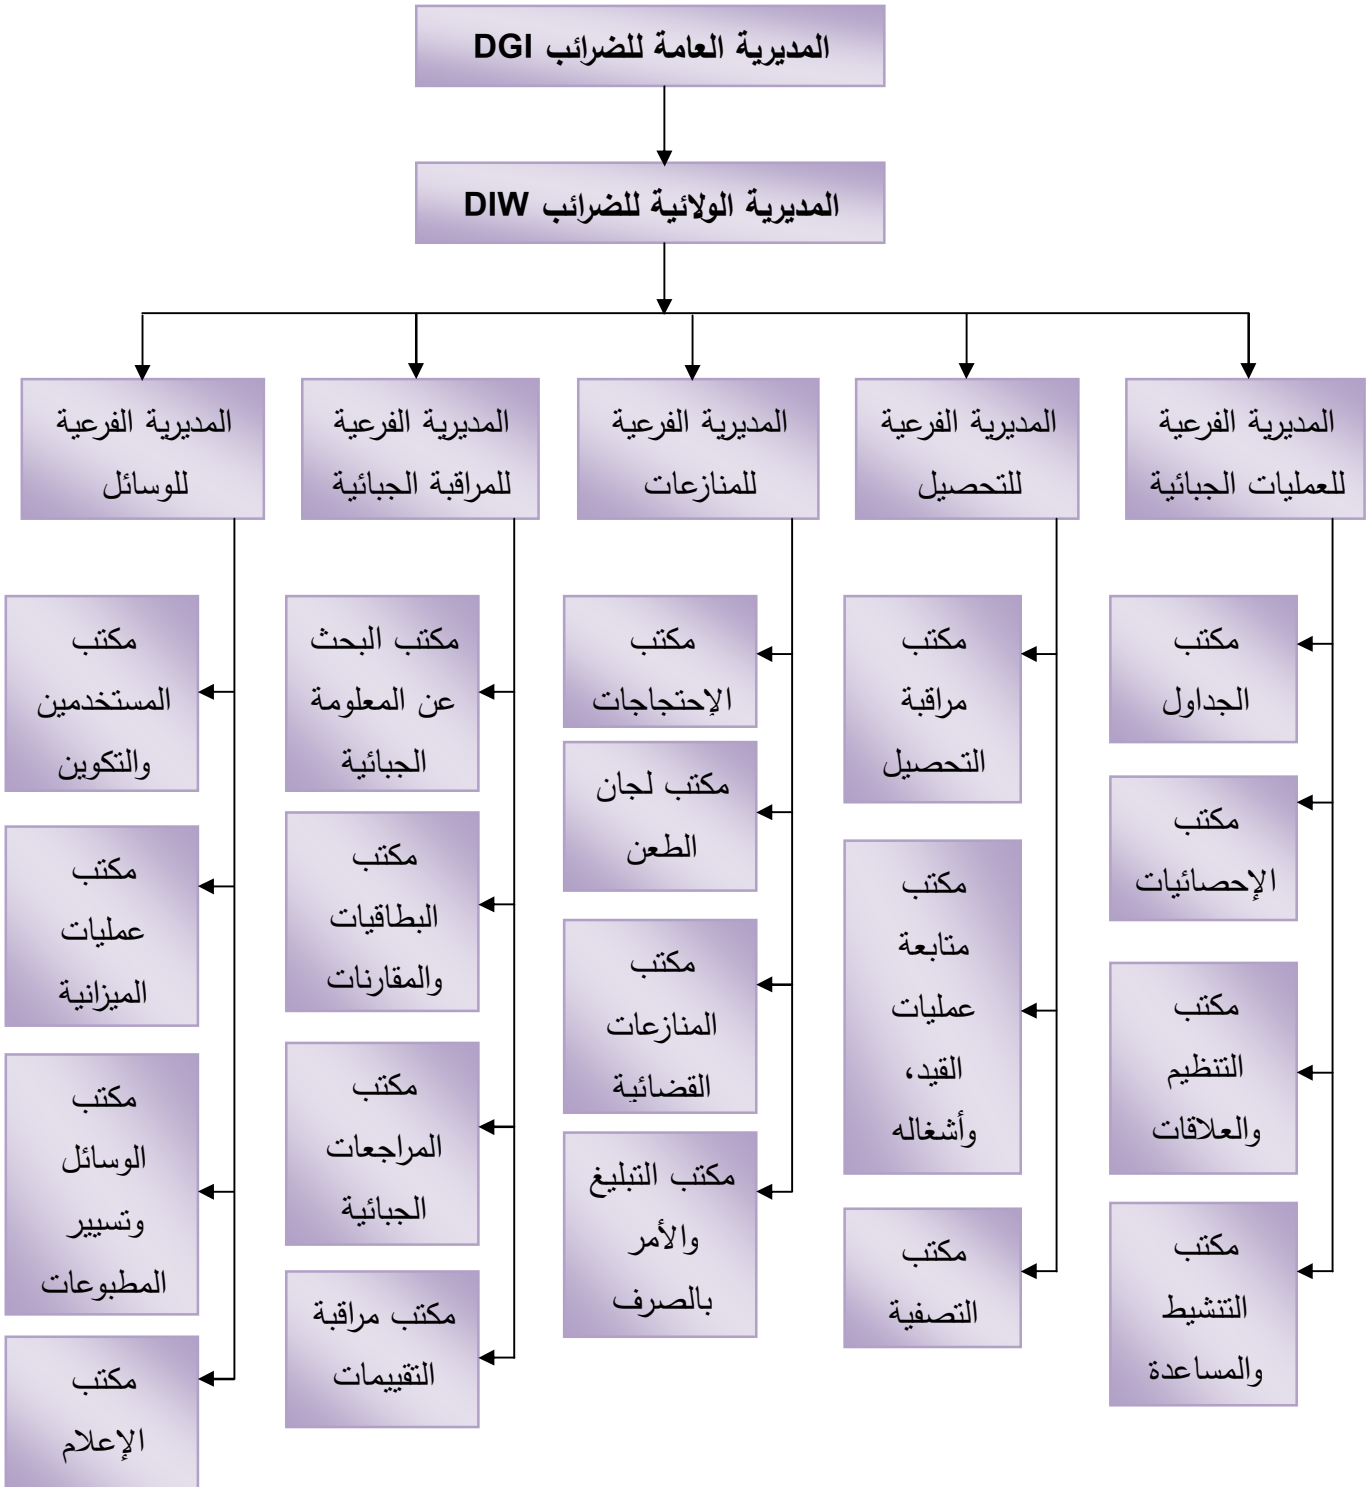 المديرية العامة للضرائب DGI
المديرية الولائية للضرائب DIW
المديرية الفرعية
للعمليات الجبائية
المديرية الفرعية
للتحصيل
المديرية الفرعية
للمنازعات
المديرية الفرعية
للمراقبة الجبائية
المديرية الفرعية
للوسائل
مكتب
الجداول
مكتب
الإحصائيات
مكتب
التنظيم
والعلاقات
مكتب
التنشيط
والمساعدة
مكتب
مراقبة
التحصيل
مكتب
متابعة
عمليات
القيد،
وأشغاله
مكتب
التصفية
مكتب
الإحتجاجات
مكتب لجان
الطعن
مكتب
المنازعات
القضائية
مكتب التبليغ
والأمر
بالصرف
مكتب البحث
عن المعلومة
الجبائية
مكتب
البطاقيات
والمقارنات
مكتب
المراجعات
الجبائية
مكتب مراقبة
التقييمات
مكتب
المستخدمين
والتكوين
مكتب
عمليات
الميزانية
مكتب
الوسائل
وتسيير
المطبوعات
مكتب
الإعلام